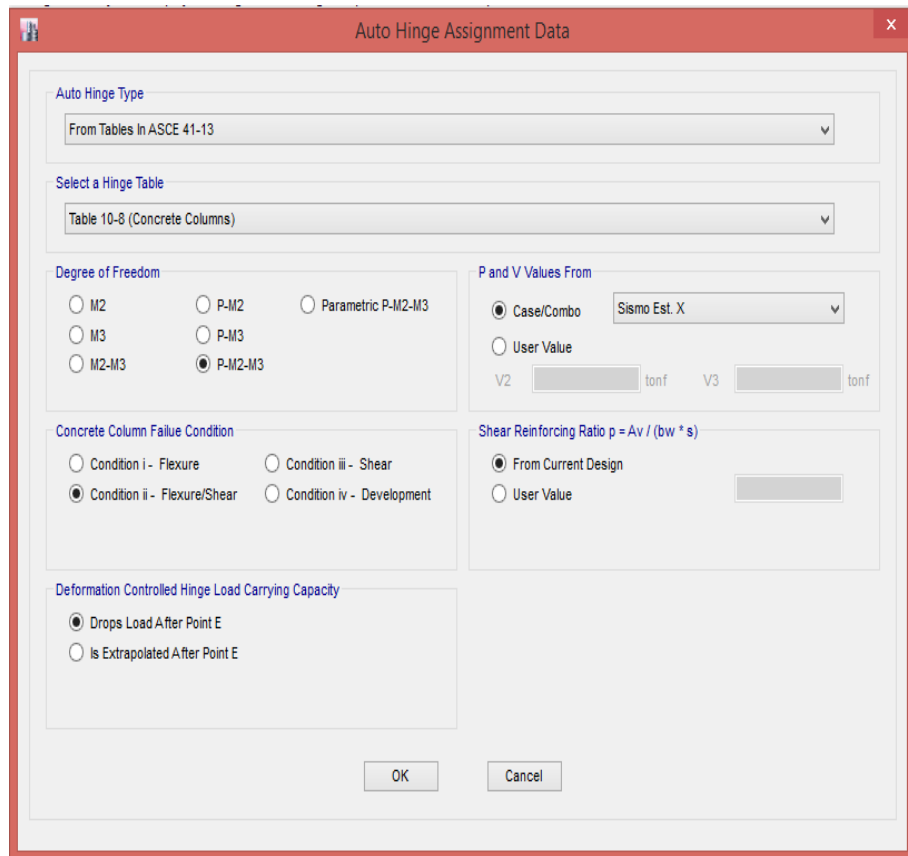 Auto Hinge Assignment Data
x
Auto Hinge Type
From Tables In ASCE 41-13
Select a Hinge Table
Table 10-8 (Concrete Columns)
Degree of Freedom
M2 P-M2 Parametric P-M2-M3
M3 P-M3
M2-M3 P-M2-M3
P and V Values From
Case/Combo Sismo Est. X
User Value
V2 tonf V3 tonf
Concrete Column Failue Condition
Condition i - Flexure Condition iii - Shear
Condition ii - Flexure/Shear Condition iv - Development
Shear Reinforcing Ratio p = Av / (bw * s)
From Current Design
User Value
Deformation Controlled Hinge Load Carrying Capacity
Drops Load After Point E
Is Extrapolated After Point E
OK Cancel